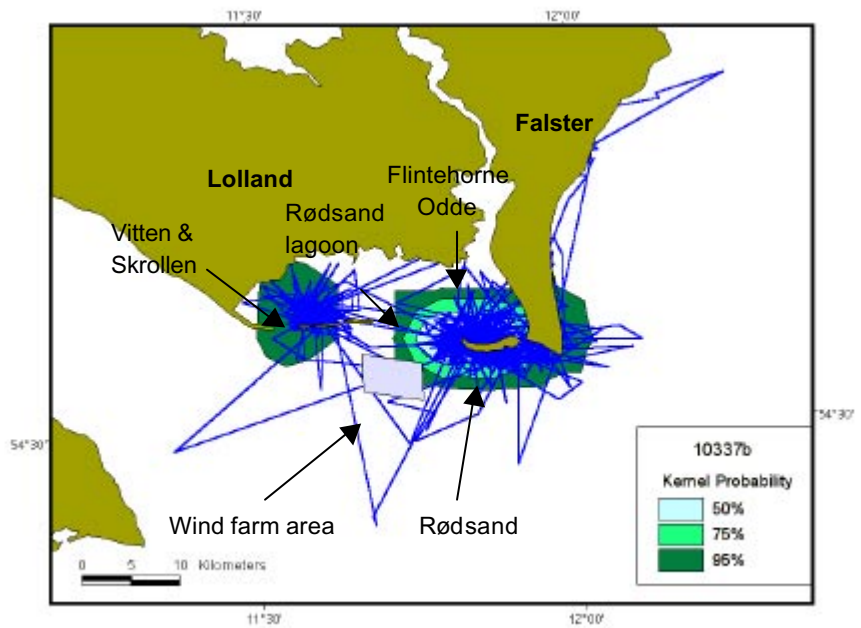 11°30'
12°00'
Falster
Lolland
Flintehorne
Odde
Rødsand
lagoon
Vitten &
Skrollen
54°30'
54°30'
10337b
Kernel Probability
50%
75%
95%
Wind farm area
Rødsand
0 5 10 Kilometers
11°30'
12°00'